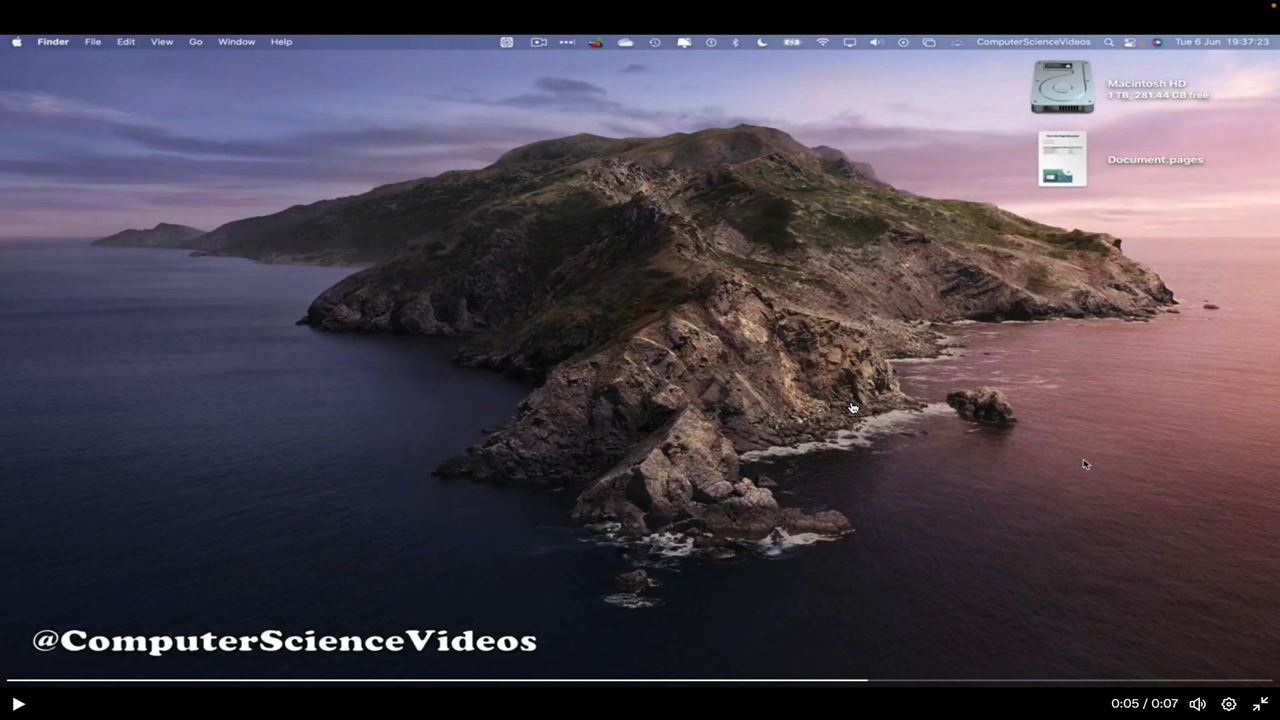 Finder File Edit View Go Window Help ComputerScienceVideos Tue 6 Jun 19:37:23
Macintosh HD
1 TB, 281.44 GB free
Document.pages
@ComputerScienceVideos
0:05 / 0:07